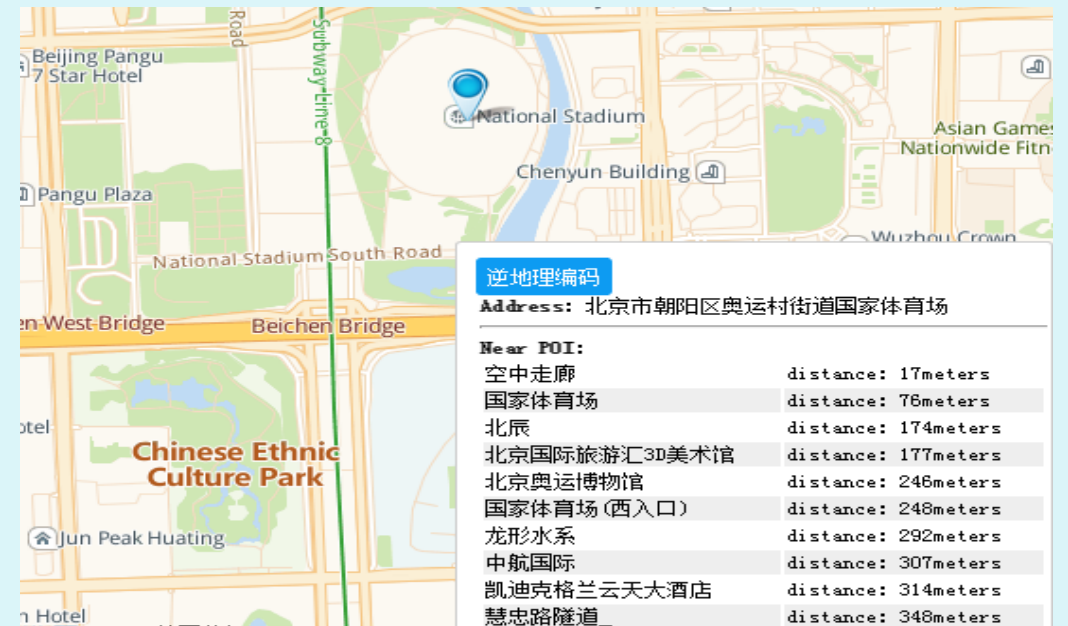 Road
Subway Line 8
Beijing Pangu
7 Star Hotel
National Stadium
Asian Games
Nationwide Fitn
Chenyun Building
Pangu Plaza
Wuzhou Crown
National Stadium South Road
逆地理编码
Address: 北京市朝阳区奥运村街道国家体育场
en West Bridge
Beichen Bridge
Near POI:
空中走廊 distance: 17meters
国家体育场 distance: 76meters
北辰 distance: 174meters
北京国际旅游汇3D美术馆 distance: 177meters
北京奥运博物馆 distance: 246meters
国家体育场(西入口) distance: 248meters
龙形水系 distance: 292meters
中航国际 distance: 307meters
凯迪克格兰云天大酒店 distance: 314meters
慧忠路隧道_ distance: 348meters
otel
Chinese Ethnic
Culture Park
Jun Peak Huating
n Hotel